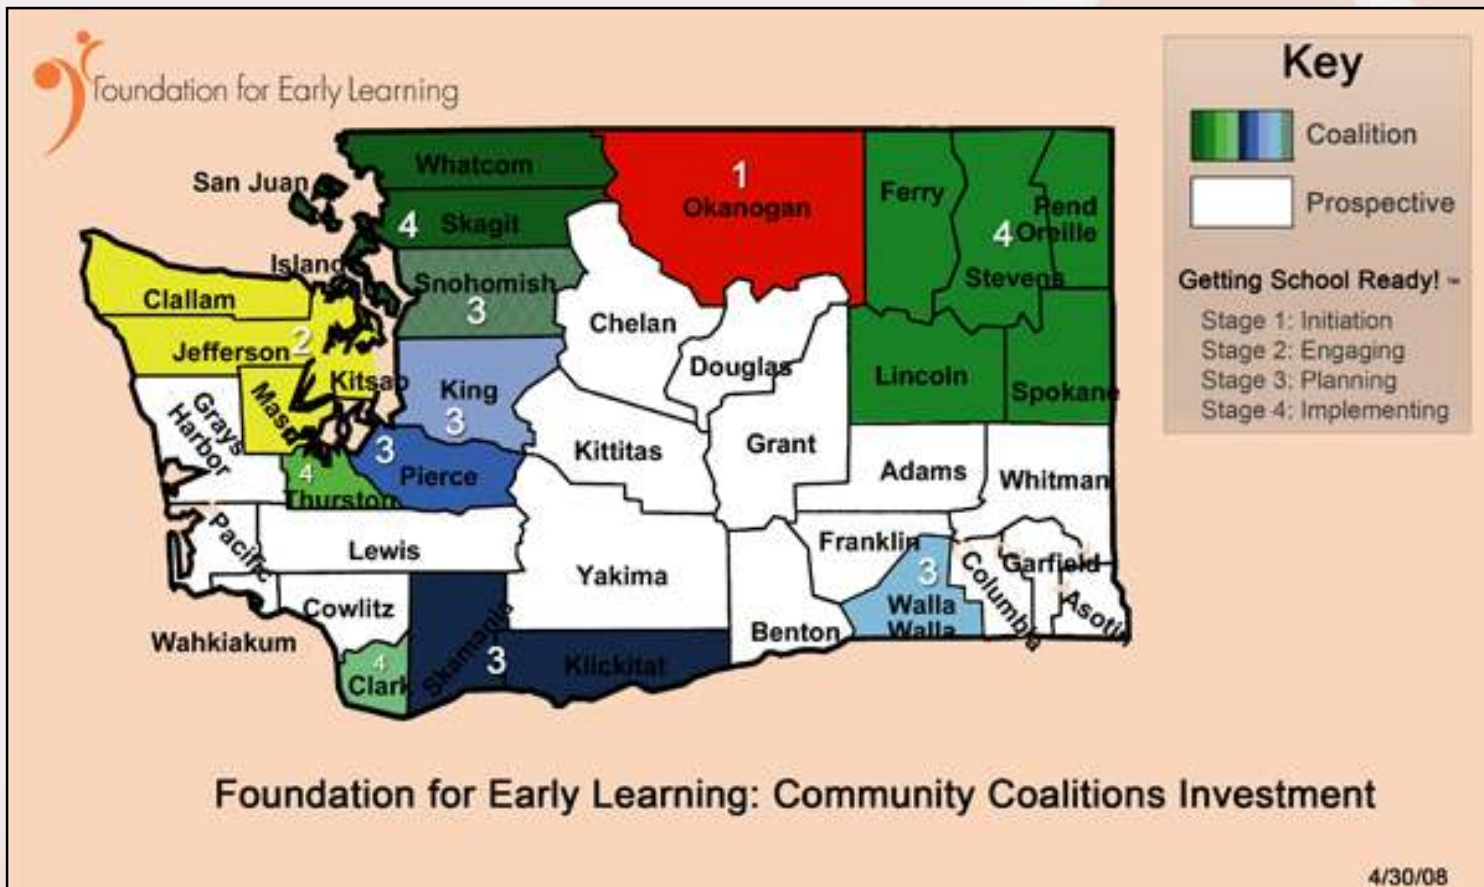 Foundation for Early Learning
Key
Coalition
Prospective
Getting School Ready! ™
Stage 1: Initiation
Stage 2: Engaging
Stage 3: Planning
Stage 4: Implementing
Whatcom
San Juan
1
Okanogan
Ferry
Pend
Oreille
4
Skagit
4
Stevens
Island
Snohomish
3
Clallam
Chelan
Jefferson
2
Douglas
Kitsap
King
3
Lincoln
Spokane
Mason
Grays
Harbor
3
Pierce
Kittitas
Grant
Adams
Whitman
4
Thurston
Pacific
Lewis
Franklin
Yakima
3
Walla
Walla
Columbia
Garfield
Asotin
Cowlitz
Wahkiakum
Benton
4
Clark
Skamania
3
Klickitat
Foundation for Early Learning: Community Coalitions Investment
4/30/08